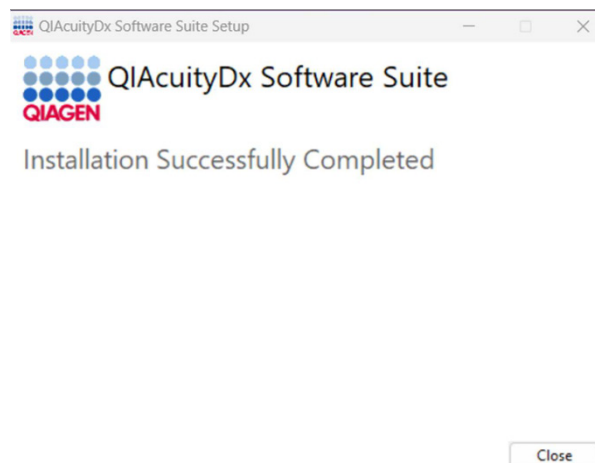 QIAcuityDx Software Suite Setup
QIAcuityDx Software Suite
QIAGEN
Installation Successfully Completed
Close